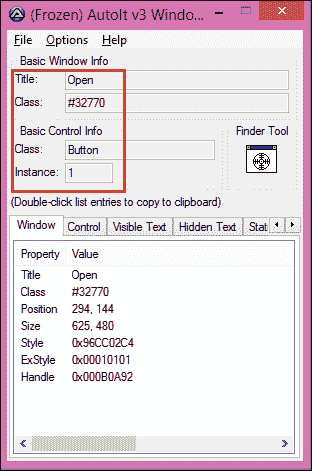 (Frozen) AutoIt v3 Windo...
File Options Help
Basic Window Info
Title: Open
Class: #32770
Basic Control Info
Class: Button
Instance: 1
Finder Tool
(Double-click list entries to copy to clipboard)
Window Control Visible Text Hidden Text Stat
Property Value
Title Open
Class #32770
Position 294, 144
Size 625, 480
Style 0x96CC02C4
ExStyle 0x00010101
Handle 0x000B0A92